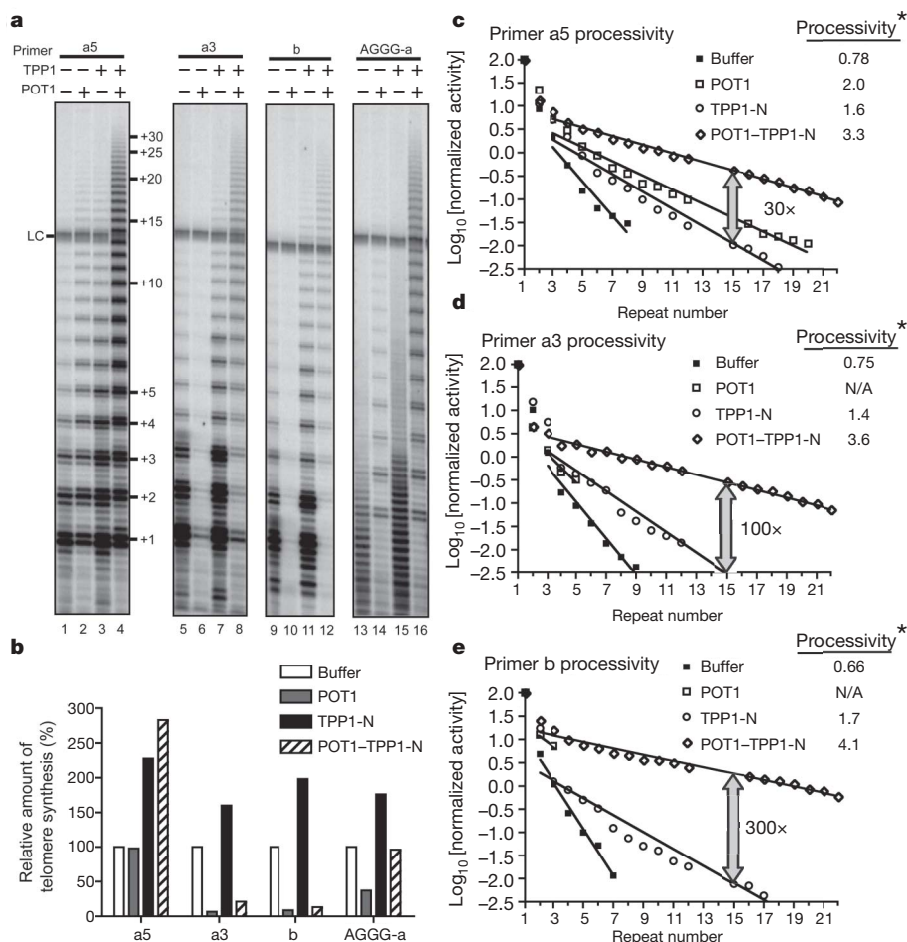 a
Primer a5 a3 b AGGG-a
TPP1 – – + + – – + + – – + + – – + +
POT1 – + – + – + – + – + – + – + – +
+30
+25
+20
+15
LC
+10
+5
+4
+3
+2
+1
1 2 3 4 5 6 7 8 9 10 11 12 13 14 15 16
b
Relative amount of
telomere synthesis (%)
300
250
200
150
100
50
0
Buffer
POT1
TPP1-N
POT1–TPP1-N
a5 a3 b AGGG-a
c
Primer a5 processivity
Processivity*
Buffer 0.78
POT1 2.0
TPP1-N 1.6
POT1–TPP1-N 3.3
Log10 [normalized activity]
2.0
1.5
1.0
0.5
0.0
−0.5
−1.0
−1.5
−2.0
−2.5
30×
1 3 5 7 9 11 13 15 17 19 21
Repeat number
d
Primer a3 processivity
Processivity*
Buffer 0.75
POT1 N/A
TPP1-N 1.4
POT1–TPP1-N 3.6
Log10 [normalized activity]
2.0
1.5
1.0
0.5
0.0
−0.5
−1.0
−1.5
−2.0
−2.5
100×
1 3 5 7 9 11 13 15 17 19 21
Repeat number
e
Primer b processivity
Processivity*
Buffer 0.66
POT1 N/A
TPP1-N 1.7
POT1–TPP1-N 4.1
Log10 [normalized activity]
2.0
1.5
1.0
0.5
0.0
−0.5
−1.0
−1.5
−2.0
−2.5
300×
1 3 5 7 9 11 13 15 17 19 21
Repeat number